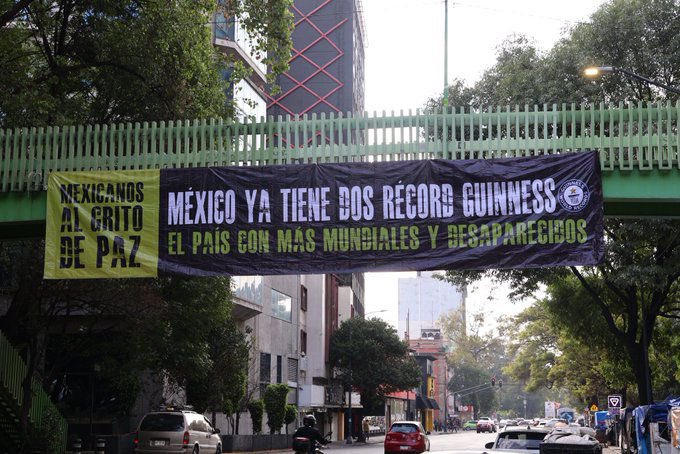 MEXICANOS
AL GRITO
DE PAZ
MÉXICO YA TIENE DOS RÉCORD GUINNESS
EL PAÍS CON MÁS MUNDIALES Y DESAPARECIDOS